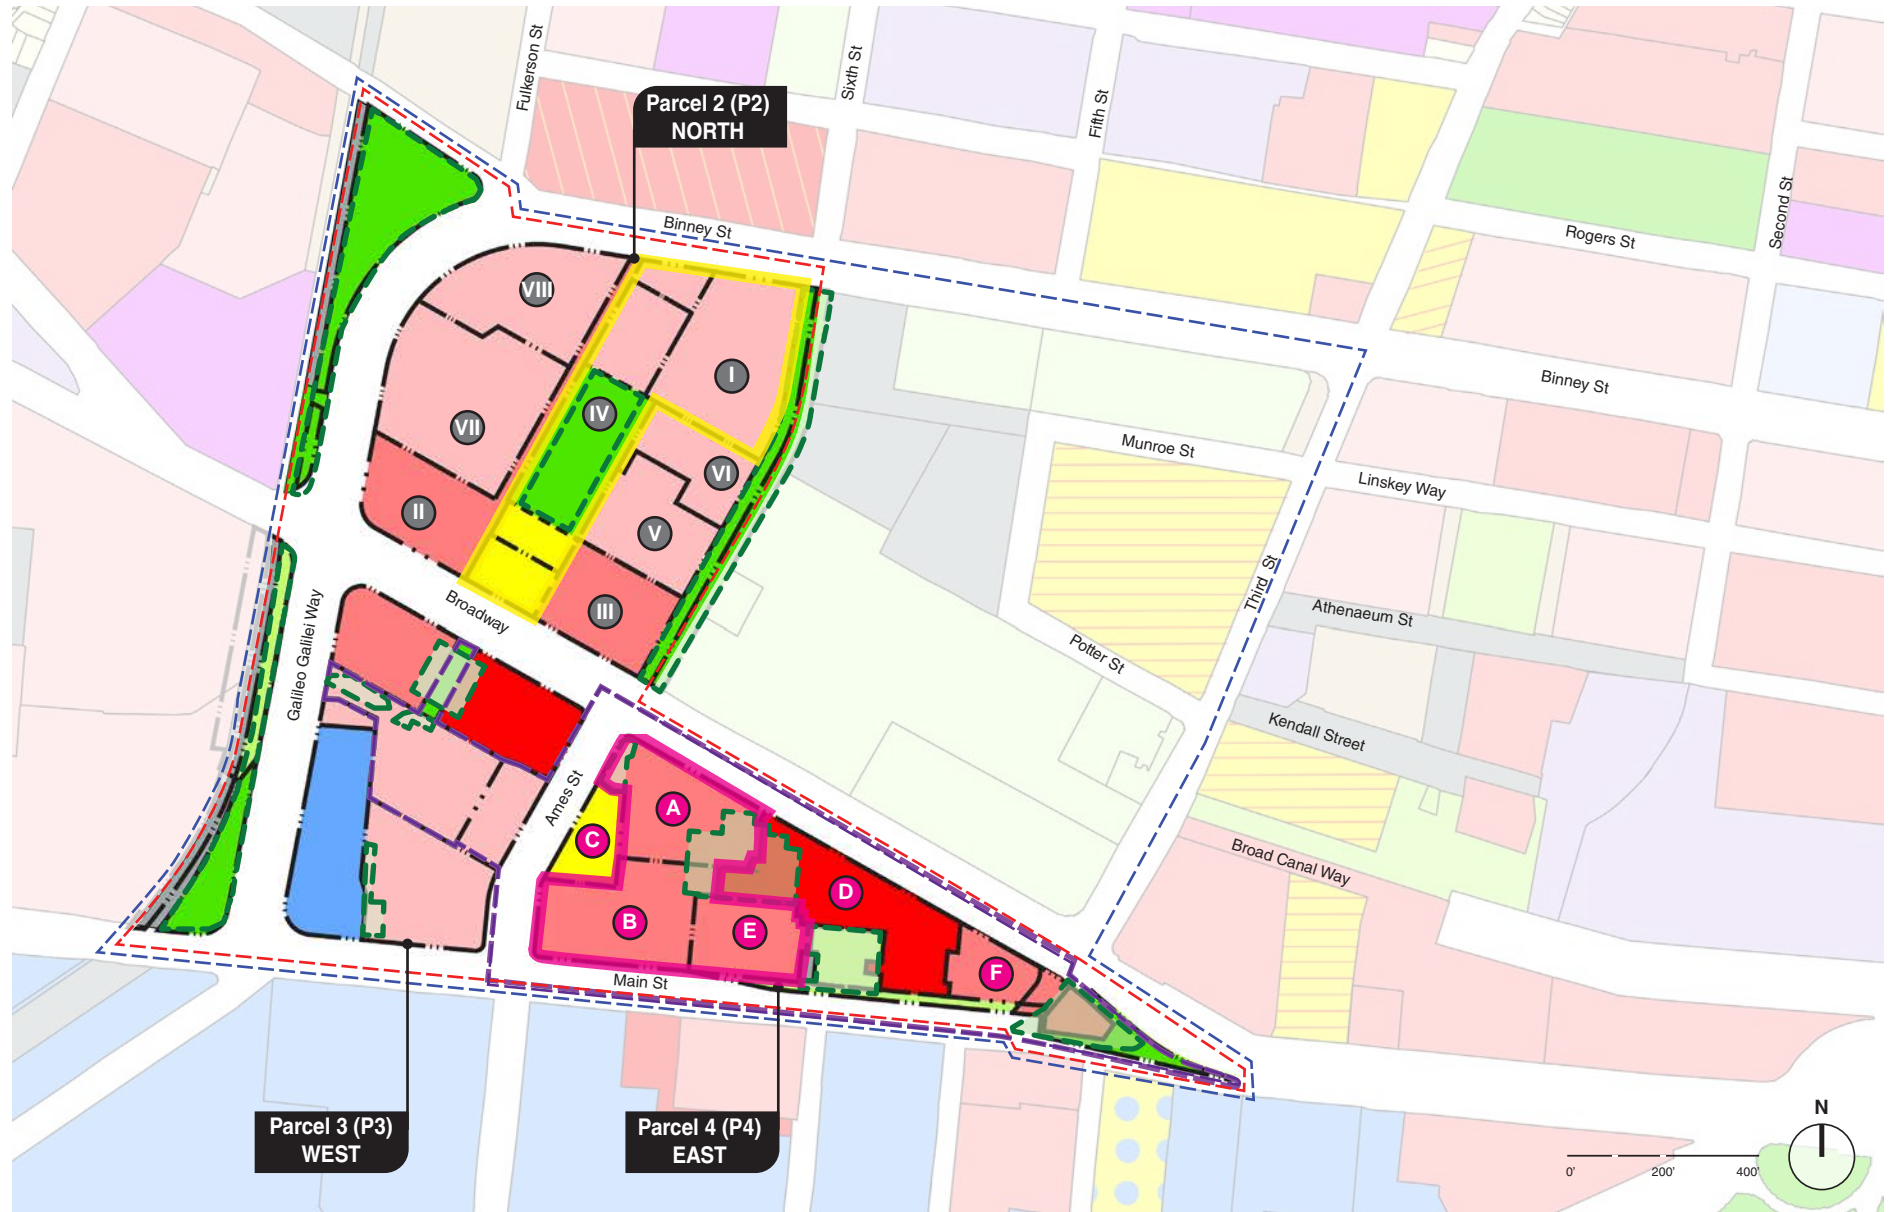 Fulkerson St
Sixth St
Fifth St
Second St
Parcel 2 (P2)
NORTH
Binney St
Rogers St
VIII
I
IV
VII
VI
II
V
III
Binney St
Munroe St
Linskey Way
Third St
Athenaeum St
Broadway
Galileo Galilei Way
Potter St
Kendall Street
Ames St
Broad Canal Way
A
C
D
B
E
F
Main St
Parcel 3 (P3)
WEST
Parcel 4 (P4)
EAST
N
0' 200' 400'